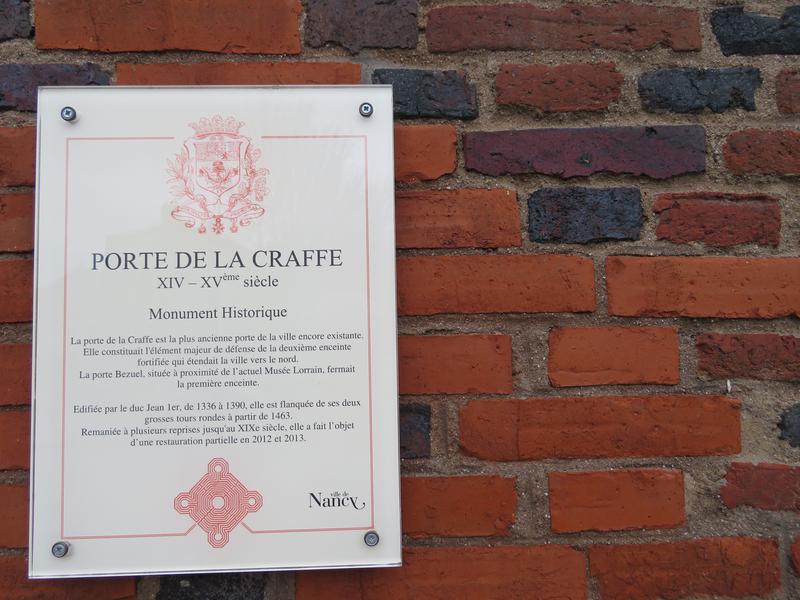 PORTE DE LA CRAFFE
XIV – XVème siècle
Monument Historique
La porte de la Craffe est la plus ancienne porte de la ville encore existante.
Elle constituait l'élément majeur de défense de la deuxième enceinte
fortifiée qui étendait la ville vers le nord.
La porte Bezuel, située à proximité de l'actuel Musée Lorrain, fermait
la première enceinte.
Edifiée par le duc Jean 1er, de 1336 à 1390, elle est flanquée de ses deux
grosses tours rondes à partir de 1463.
Remaniée à plusieurs reprises jusqu'au XIXe siècle, elle a fait l'objet
d'une restauration partielle en 2012 et 2013.
ville de
Nancy